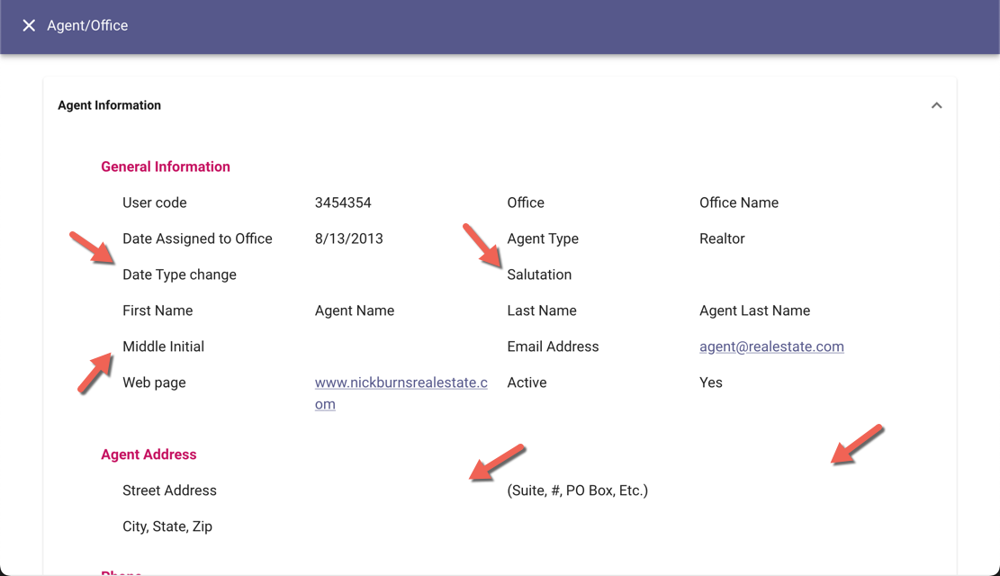 Agent/Office
Agent Information
General Information
User code 3454354 Office Office Name
Date Assigned to Office 8/13/2013 Agent Type Realtor
Date Type change Salutation
First Name Agent Name Last Name Agent Last Name
Middle Initial Email Address agent@realestate.com
Web page www.nickburnsrealestate.c Active Yes
om
Agent Address
Street Address (Suite, #, PO Box, Etc.)
City, State, Zip
Phone